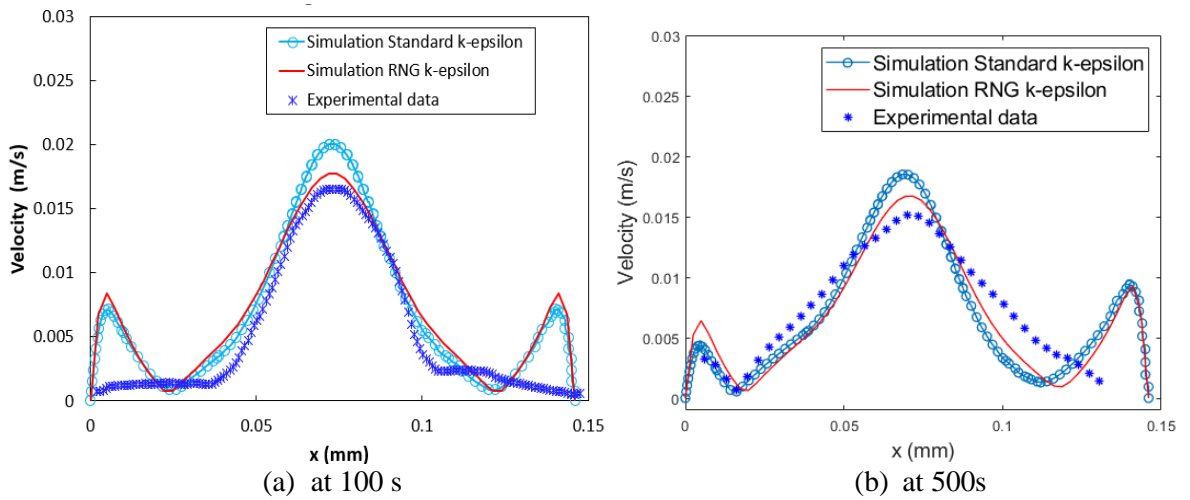 0.03
0.025
0.02
0.015
0.01
0.005
0
Velocity (m/s)
Simulation Standard k-epsilon
Simulation RNG k-epsilon
Experimental data
0 0.05 0.1 0.15
x (mm)
(a) at 100 s
0.03
0.025
0.02
0.015
0.01
0.005
0
Velocity (m/s)
Simulation Standard k-epsilon
Simulation RNG k-epsilon
Experimental data
0 0.05 0.1 0.15
x (mm)
(b) at 500s